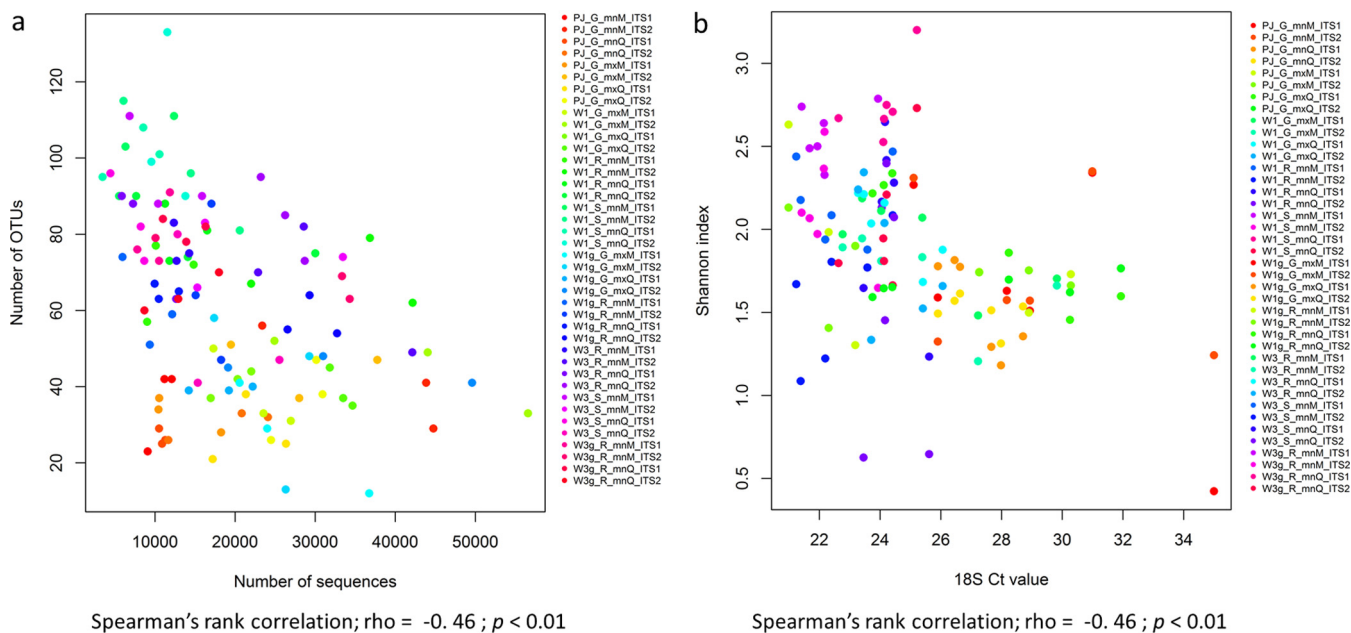 a
Number of OTUs
120
100
80
60
40
20
10000 20000 30000 40000 50000
Number of sequences
PJ_G_mnM_ITS1
PJ_G_mnM_ITS2
PJ_G_mnQ_ITS1
PJ_G_mnQ_ITS2
PJ_G_mxM_ITS1
PJ_G_mxM_ITS2
PJ_G_mxQ_ITS1
PJ_G_mxQ_ITS2
W1_G_mxM_ITS1
W1_G_mxM_ITS2
W1_G_mxQ_ITS1
W1_G_mxQ_ITS2
W1_R_mnM_ITS1
W1_R_mnM_ITS2
W1_R_mnQ_ITS1
W1_R_mnQ_ITS2
W1_S_mnM_ITS1
W1_S_mnM_ITS2
W1_S_mnQ_ITS1
W1_S_mnQ_ITS2
W1g_G_mxM_ITS1
W1g_G_mxM_ITS2
W1g_G_mxQ_ITS1
W1g_G_mxQ_ITS2
W1g_R_mnM_ITS1
W1g_R_mnM_ITS2
W1g_R_mnQ_ITS1
W1g_R_mnQ_ITS2
W3_R_mnM_ITS1
W3_R_mnM_ITS2
W3_R_mnQ_ITS1
W3_R_mnQ_ITS2
W3_S_mnM_ITS1
W3_S_mnM_ITS2
W3_S_mnQ_ITS1
W3_S_mnQ_ITS2
W3g_R_mnM_ITS1
W3g_R_mnM_ITS2
W3g_R_mnQ_ITS1
W3g_R_mnQ_ITS2
Spearman's rank correlation; rho = -0. 46 ; p < 0.01
b
Shannon index
3.0
2.5
2.0
1.5
1.0
0.5
22 24 26 28 30 32 34
18S Ct value
PJ_G_mnM_ITS1
PJ_G_mnM_ITS2
PJ_G_mnQ_ITS1
PJ_G_mnQ_ITS2
PJ_G_mxM_ITS1
PJ_G_mxM_ITS2
PJ_G_mxQ_ITS1
PJ_G_mxQ_ITS2
W1_G_mxM_ITS1
W1_G_mxM_ITS2
W1_G_mxQ_ITS1
W1_G_mxQ_ITS2
W1_R_mnM_ITS1
W1_R_mnM_ITS2
W1_R_mnQ_ITS1
W1_R_mnQ_ITS2
W1_S_mnM_ITS1
W1_S_mnM_ITS2
W1_S_mnQ_ITS1
W1_S_mnQ_ITS2
W1g_G_mxM_ITS1
W1g_G_mxM_ITS2
W1g_G_mxQ_ITS1
W1g_G_mxQ_ITS2
W1g_R_mnM_ITS1
W1g_R_mnM_ITS2
W1g_R_mnQ_ITS1
W1g_R_mnQ_ITS2
W3_R_mnM_ITS1
W3_R_mnM_ITS2
W3_R_mnQ_ITS1
W3_R_mnQ_ITS2
W3_S_mnM_ITS1
W3_S_mnM_ITS2
W3_S_mnQ_ITS1
W3_S_mnQ_ITS2
W3g_R_mnM_ITS1
W3g_R_mnM_ITS2
W3g_R_mnQ_ITS1
W3g_R_mnQ_ITS2
Spearman's rank correlation; rho = -0. 46 ; p < 0.01